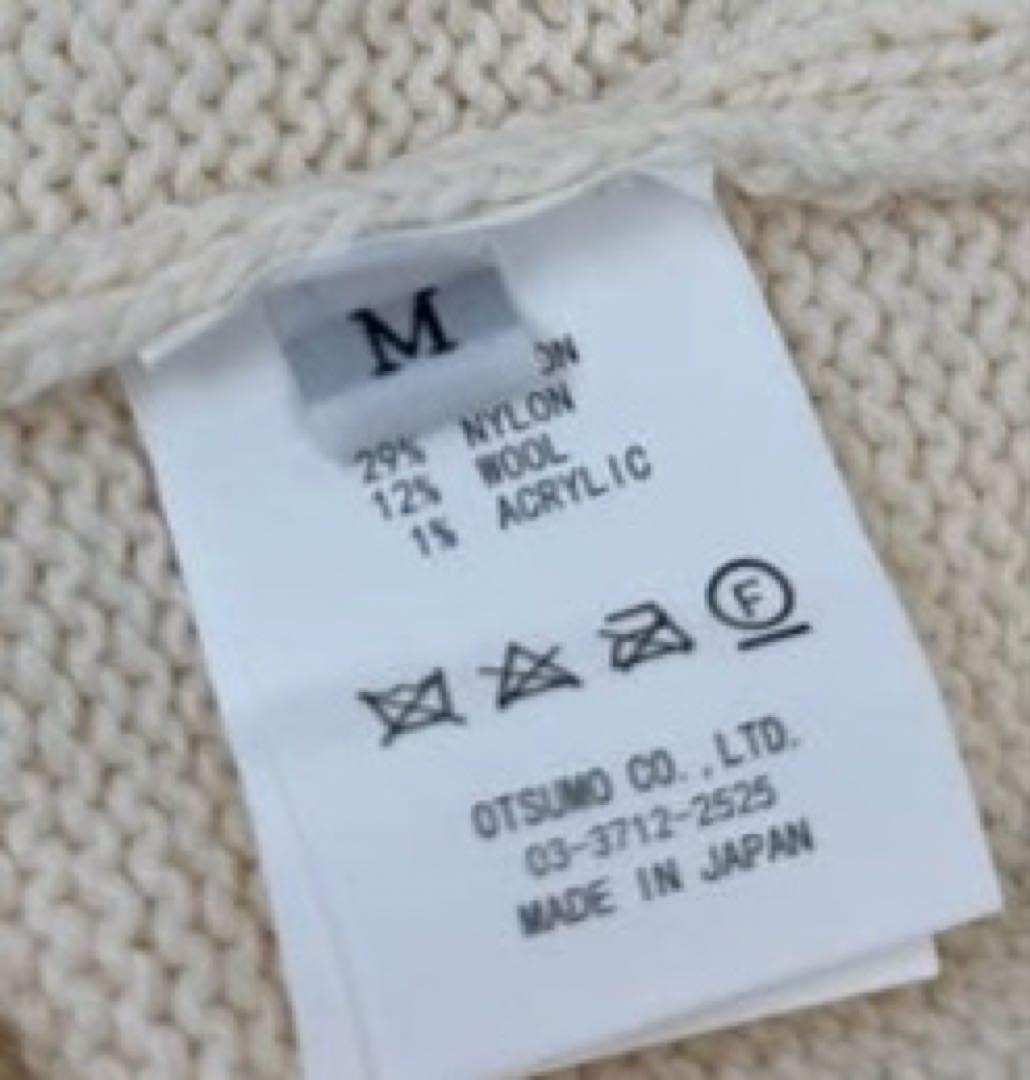 M
29% NYLON
12% WOOL
1% ACRYLIC
F
OTSUMO CO.,LTD.
03-3712-2525
MADE IN JAPAN